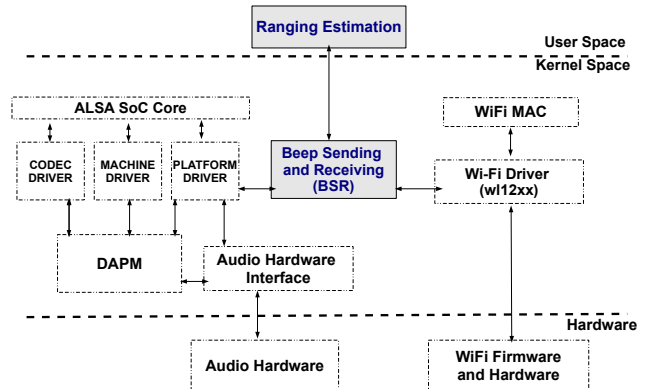 Ranging Estimation
User Space
Kernel Space
ALSA SoC Core
WiFi MAC
CODEC
DRIVER
MACHINE
DRIVER
PLATFORM
DRIVER
Beep Sending
and Receiving
(BSR)
Wi-Fi Driver
(wl12xx)
DAPM
Audio Hardware
Interface
Hardware
Audio Hardware
WiFi Firmware
and Hardware